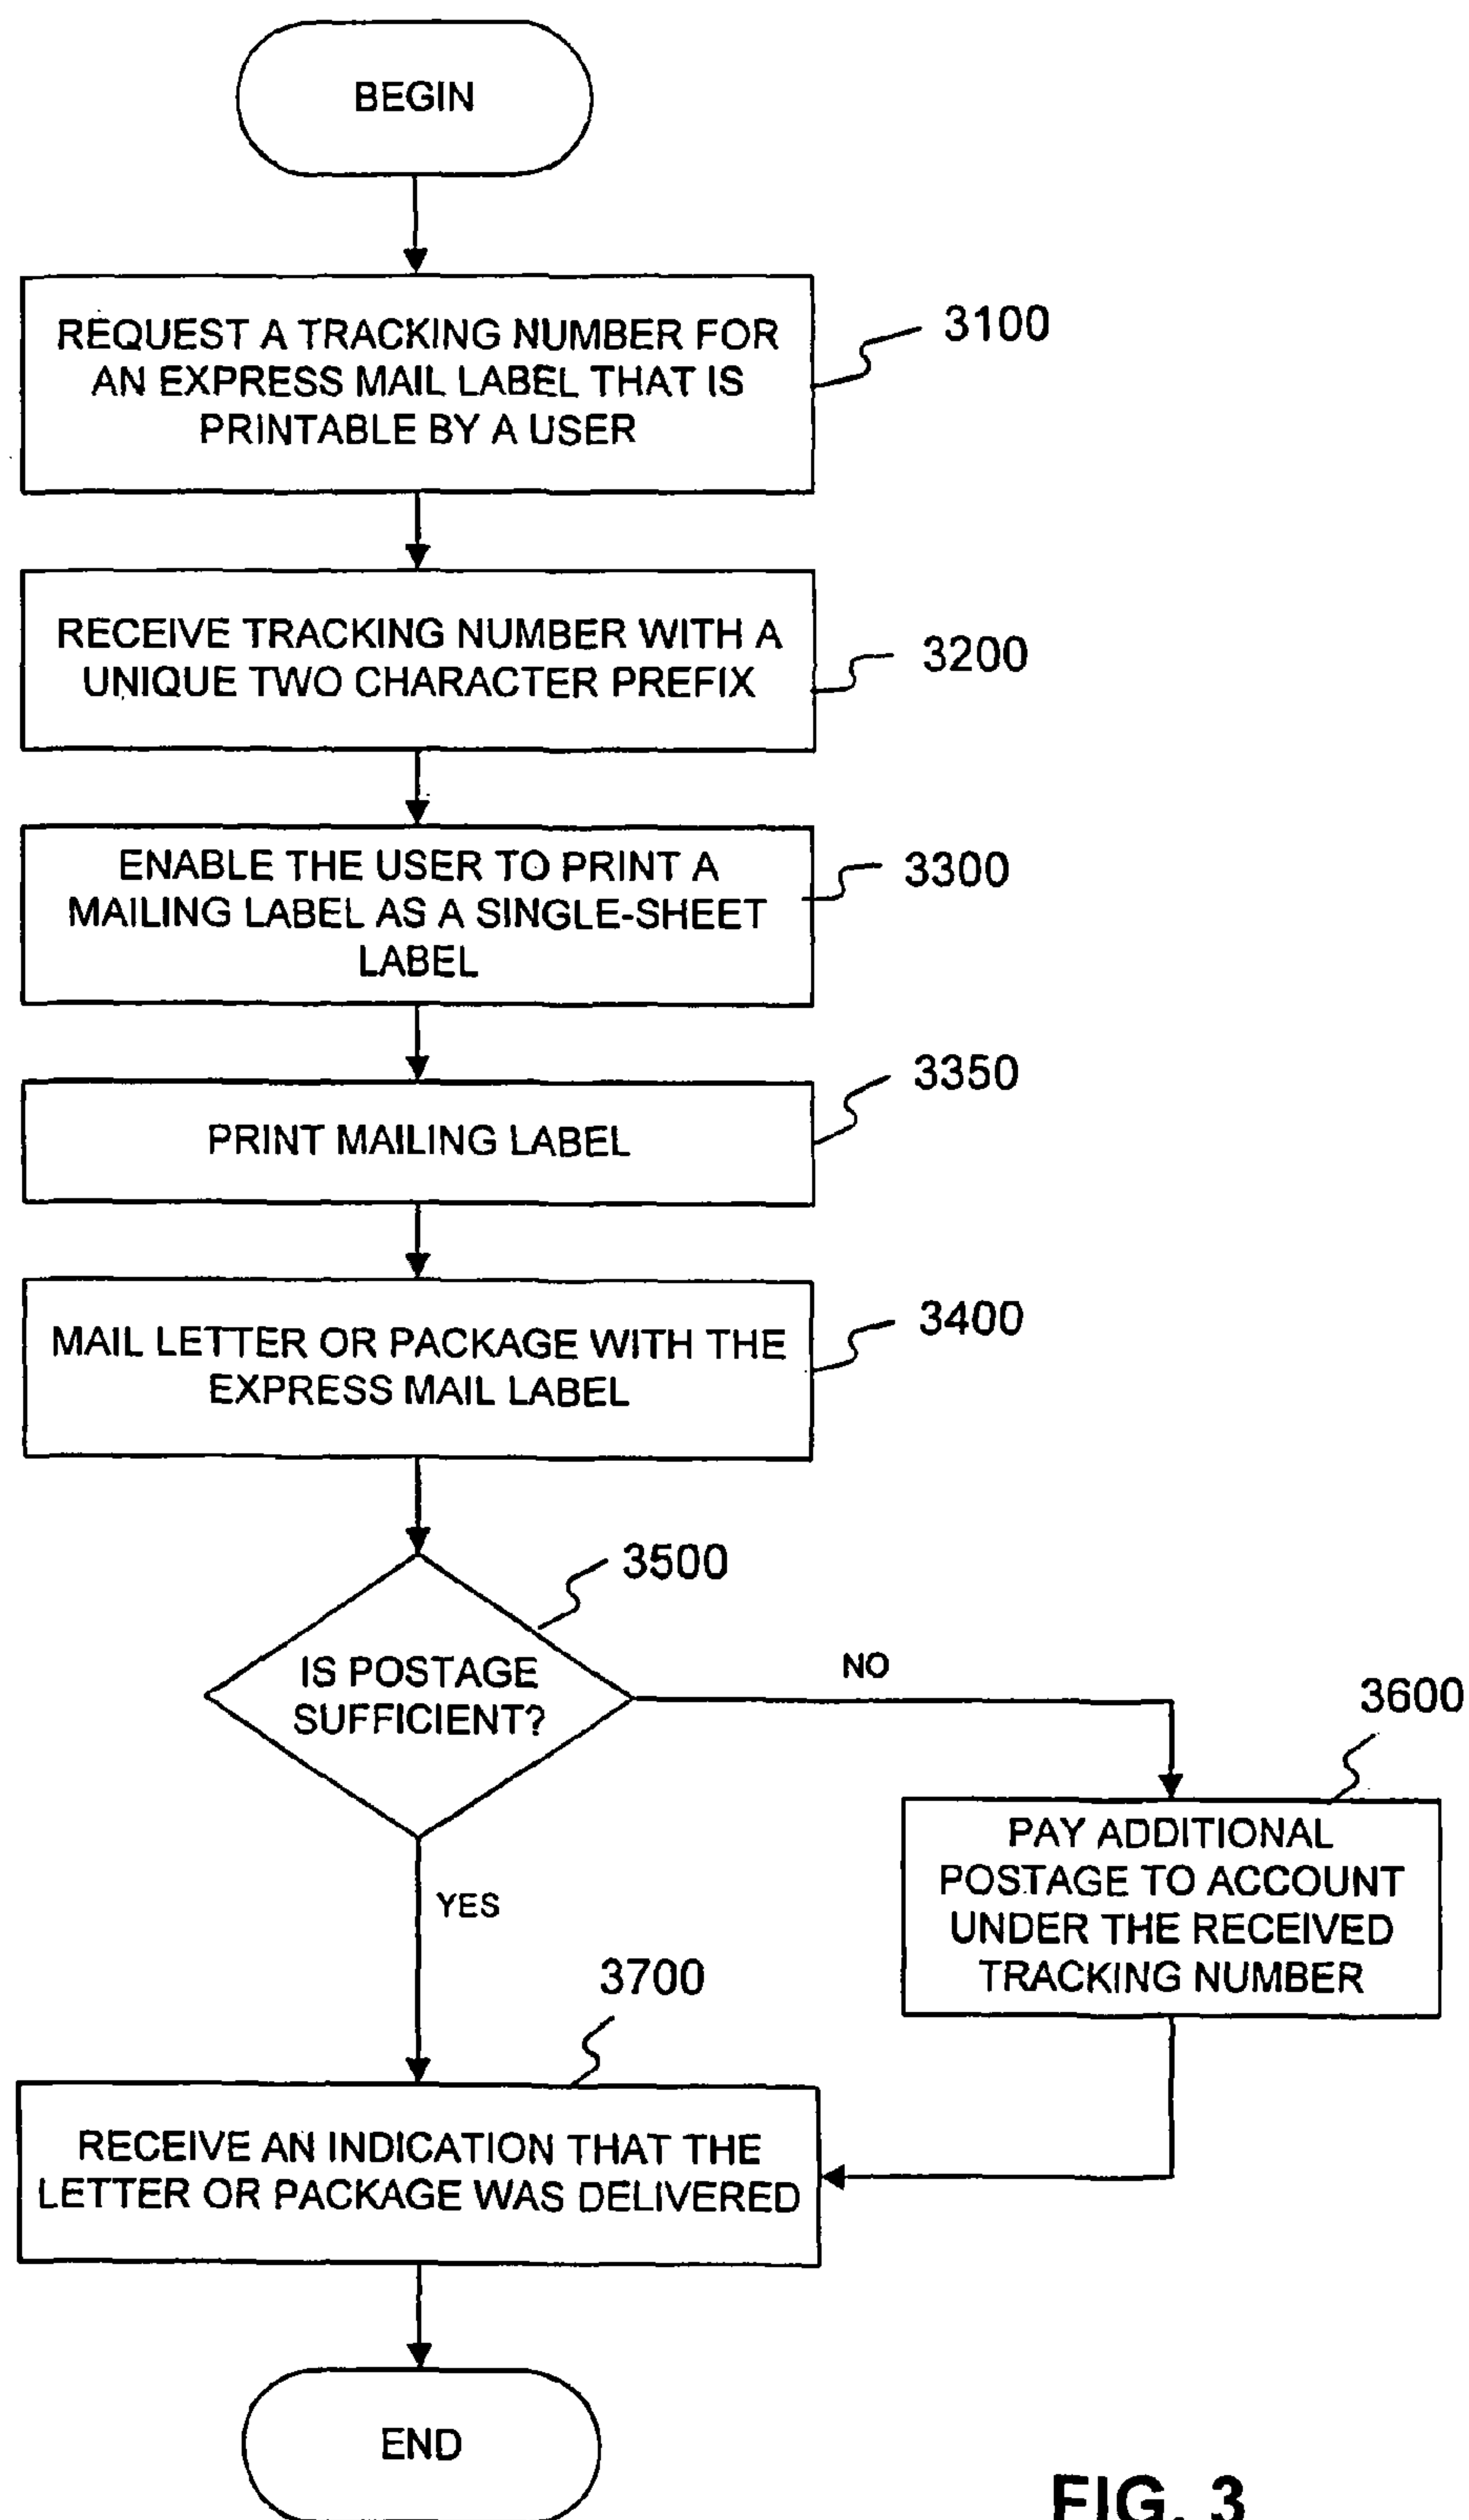 BEGIN
REQUEST A TRACKING NUMBER FOR
AN EXPRESS MAIL LABEL THAT IS
PRINTABLE BY A USER
3100
RECEIVE TRACKING NUMBER WITH A
UNIQUE TWO CHARACTER PREFIX
3200
ENABLE THE USER TO PRINT A
MAILING LABEL AS A SINGLE-SHEET
LABEL
3300
PRINT MAILING LABEL
3350
MAIL LETTER OR PACKAGE WITH THE
EXPRESS MAIL LABEL
3400
IS POSTAGE
SUFFICIENT?
3500
NO
YES
PAY ADDITIONAL
POSTAGE TO ACCOUNT
UNDER THE RECEIVED
TRACKING NUMBER
3600
RECEIVE AN INDICATION THAT THE
LETTER OR PACKAGE WAS DELIVERED
3700
END
FIG. 3